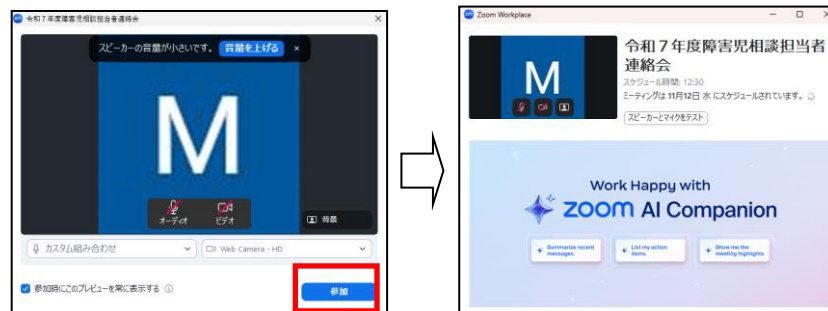 令和７年度障害児相談担当者連絡会
スピーカーの音量が小さいです。 音量を上げる ×
M
オーディオ ビデオ 背景
カスタム組み合わせ Web Camera - HD
参加時にこのプレビューを常に表示する
参加
Zoom Workplace
M
令和７年度障害児相談担当者
連絡会
スケジュール時間: 12:30
ミーティングは 11月12日 水 にスケジュールされています。
スピーカーとマイクをテスト
Work Happy with
zoom AI Companion
Summarize recent
messages
List my action
items
Show me the
meeting highlights